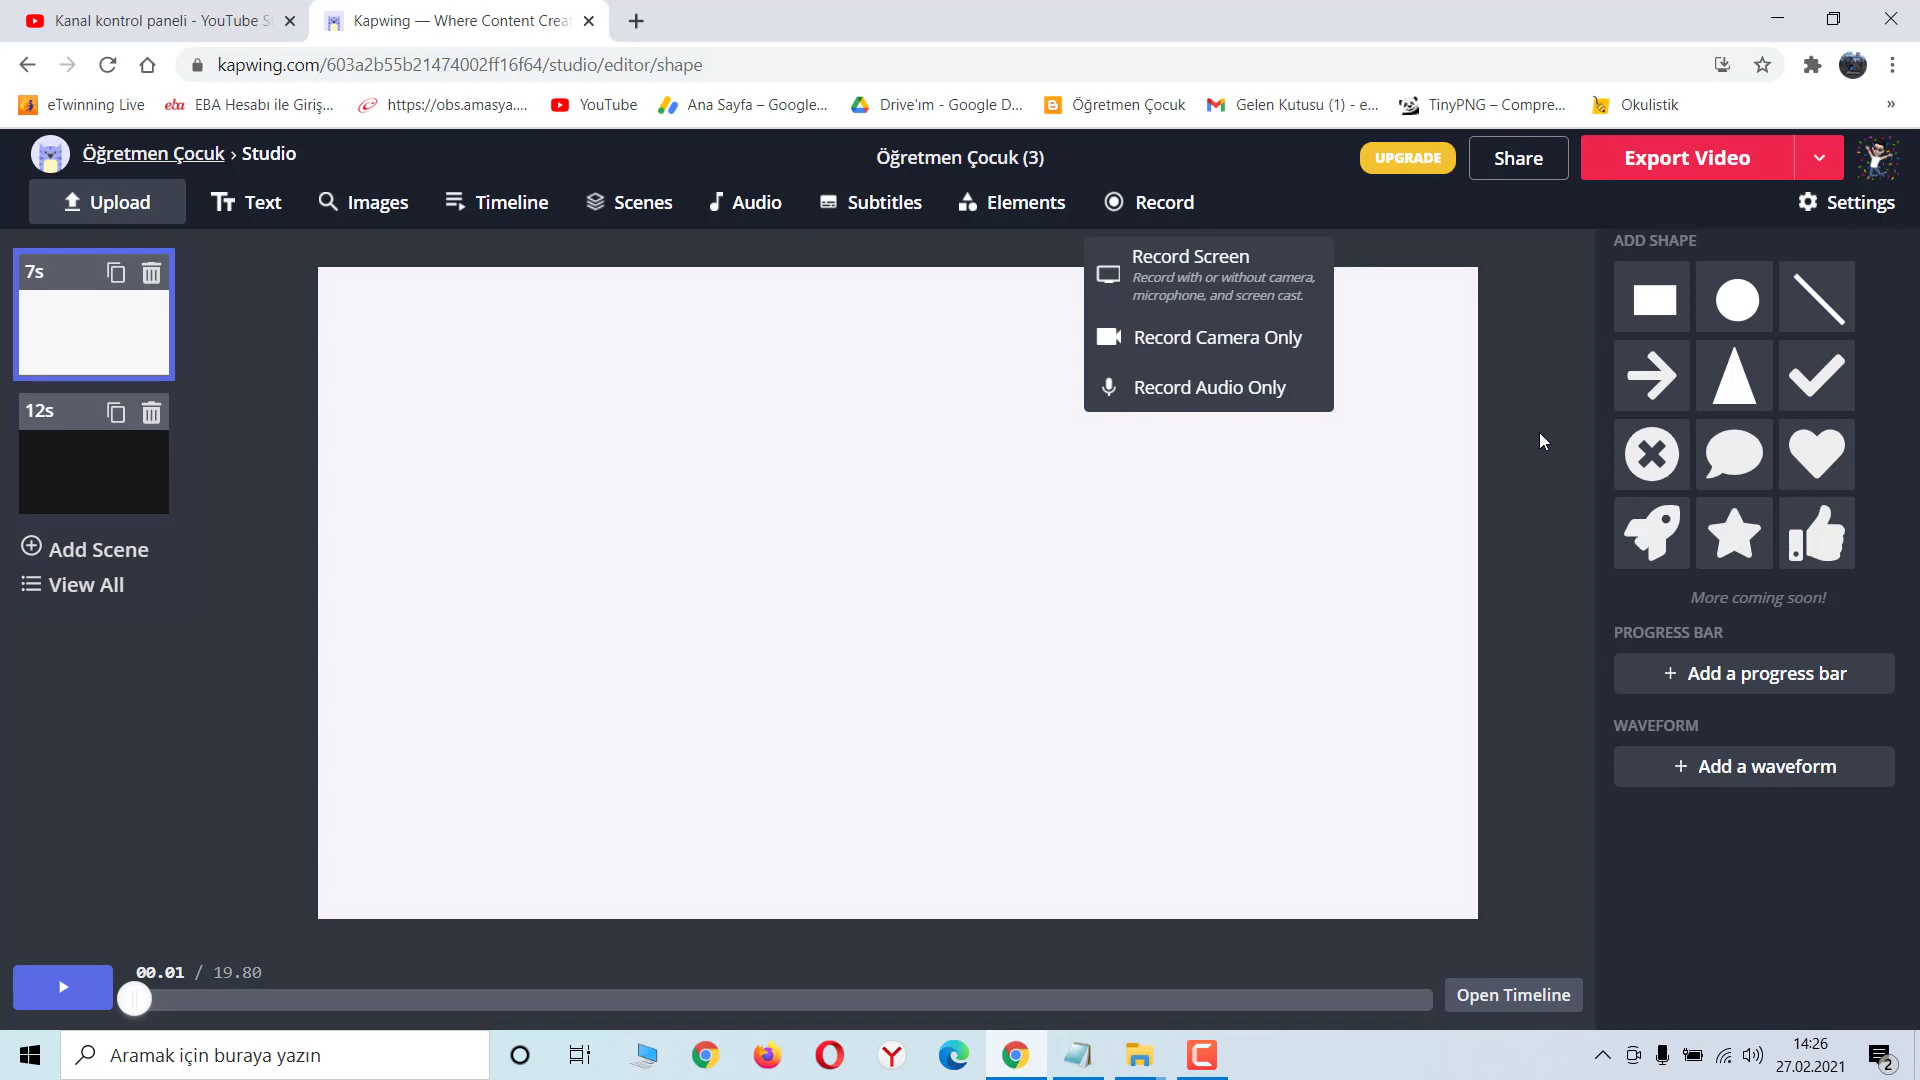 Kanal kontrol paneli - YouTube S
Kapwing — Where Content Crea
kapwing.com/603a2b55b21474002ff16f64/studio/editor/shape
eTwinning Live
eba EBA Hesabı ile Giriş...
https://obs.amasya....
YouTube
Ana Sayfa – Google...
Drive'ım - Google D...
Öğretmen Çocuk
Gelen Kutusu (1) - e...
TinyPNG – Compre...
Okulistik
»
Öğretmen Çocuk › Studio
Öğretmen Çocuk (3)
UPGRADE
Share
Export Video
Upload
Text
Images
Timeline
Scenes
Audio
Subtitles
Elements
Record
Settings
7s
12s
Add Scene
View All
Record Screen
Record with or without camera,
microphone, and screen cast.
Record Camera Only
Record Audio Only
ADD SHAPE
More coming soon!
PROGRESS BAR
+ Add a progress bar
WAVEFORM
+ Add a waveform
00.01 / 19.80
Open Timeline
Aramak için buraya yazın
14:26
27.02.2021
2